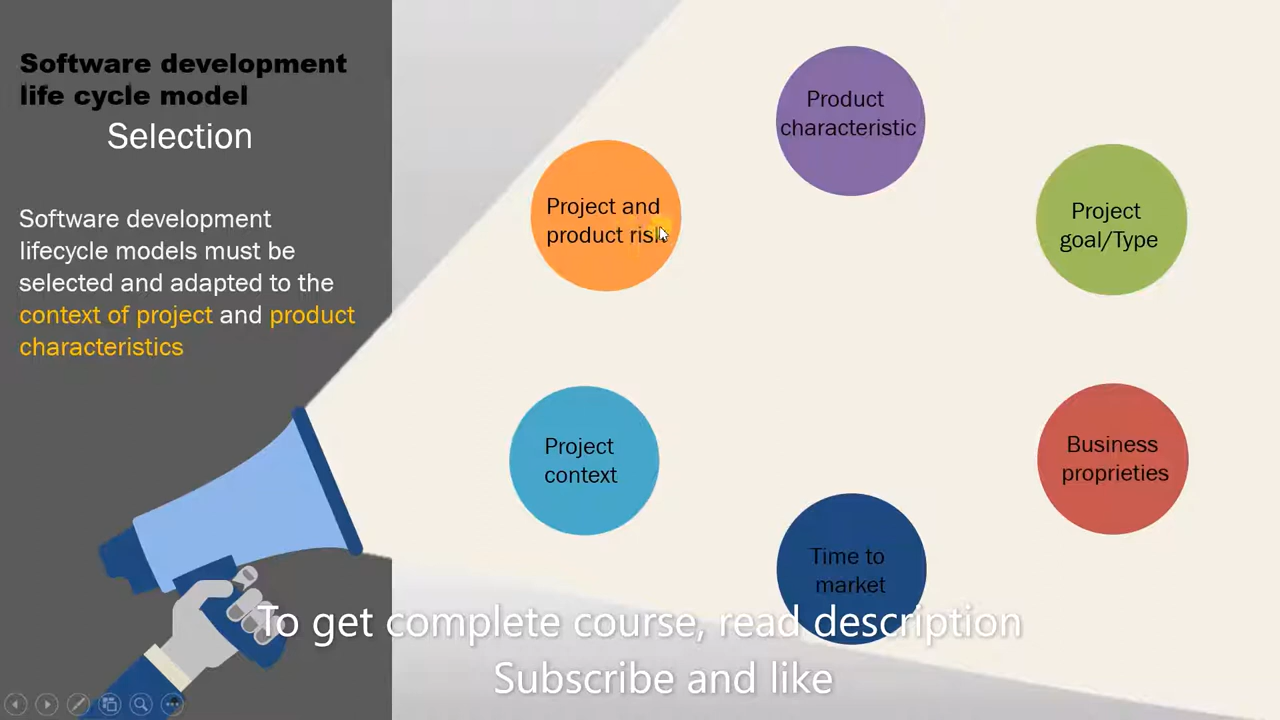 Software development
life cycle model
Selection
Software development
lifecycle models must be
selected and adapted to the
context of project and product
characteristics
Product
characteristic
Project and
product risk
Project
goal/Type
Project
context
Business
proprieties
Time to
market
To get complete course, read description
Subscribe and like